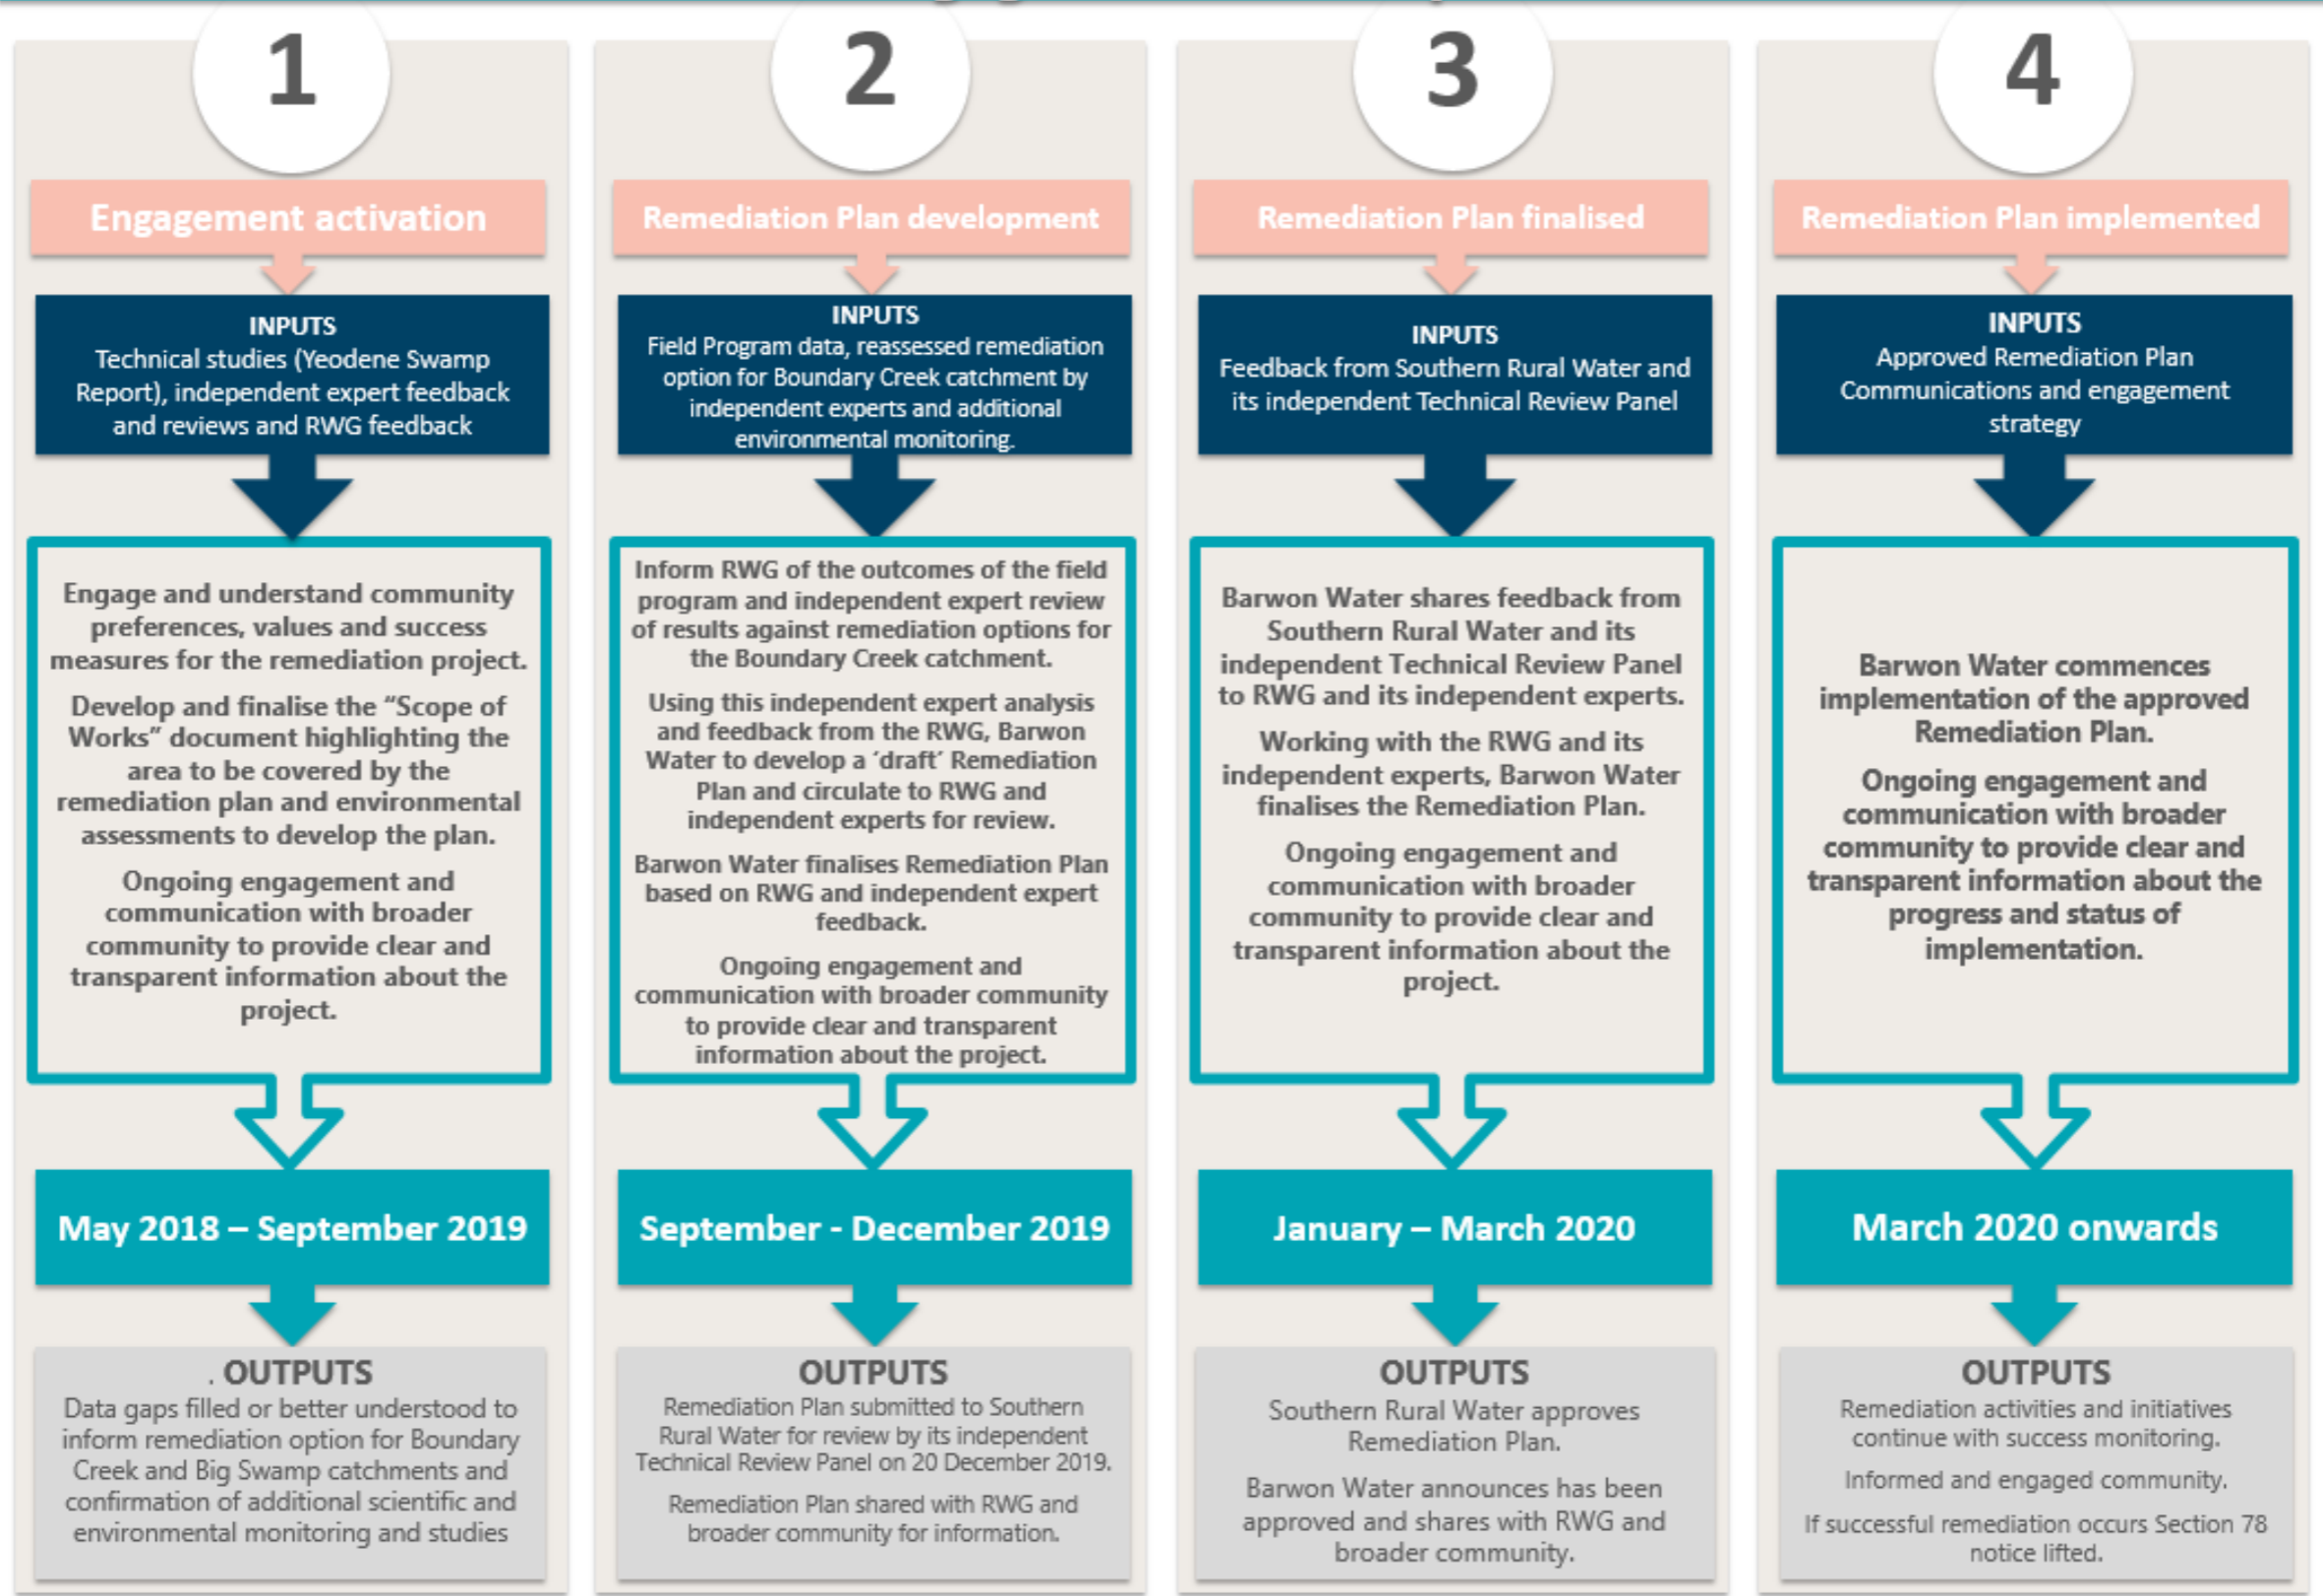 1
Engagement activation
INPUTS
Technical studies (Yeodene Swamp
Report), independent expert feedback
and reviews and RWG feedback
Engage and understand community
preferences, values and success
measures for the remediation project.
Develop and finalise the “Scope of
Works” document highlighting the
area to be covered by the
remediation plan and environmental
assessments to develop the plan.
Ongoing engagement and
communication with broader
community to provide clear and
transparent information about the
project.
May 2018 – September 2019
. OUTPUTS
Data gaps filled or better understood to
inform remediation option for Boundary
Creek and Big Swamp catchments and
confirmation of additional scientific and
environmental monitoring and studies
2
Remediation Plan development
INPUTS
Field Program data, reassessed remediation
option for Boundary Creek catchment by
independent experts and additional
environmental monitoring.
Inform RWG of the outcomes of the field
program and independent expert review
of results against remediation options for
the Boundary Creek catchment.
Using this independent expert analysis
and feedback from the RWG, Barwon
Water to develop a ‘draft’ Remediation
Plan and circulate to RWG and
independent experts for review.
Barwon Water finalises Remediation Plan
based on RWG and independent expert
feedback.
Ongoing engagement and
communication with broader community
to provide clear and transparent
information about the project.
September - December 2019
OUTPUTS
Remediation Plan submitted to Southern
Rural Water for review by its independent
Technical Review Panel on 20 December 2019.
Remediation Plan shared with RWG and
broader community for information.
3
Remediation Plan finalised
INPUTS
Feedback from Southern Rural Water and
its independent Technical Review Panel
Barwon Water shares feedback from
Southern Rural Water and its
independent Technical Review Panel
to RWG and its independent experts.
Working with the RWG and its
independent experts, Barwon Water
finalises the Remediation Plan.
Ongoing engagement and
communication with broader
community to provide clear and
transparent information about the
project.
January – March 2020
OUTPUTS
Southern Rural Water approves
Remediation Plan.
Barwon Water announces has been
approved and shares with RWG and
broader community.
4
Remediation Plan implemented
INPUTS
Approved Remediation Plan
Communications and engagement
strategy
Barwon Water commences
implementation of the approved
Remediation Plan.
Ongoing engagement and
communication with broader
community to provide clear and
transparent information about the
progress and status of
implementation.
March 2020 onwards
OUTPUTS
Remediation activities and initiatives
continue with success monitoring.
Informed and engaged community.
If successful remediation occurs Section 78
notice lifted.